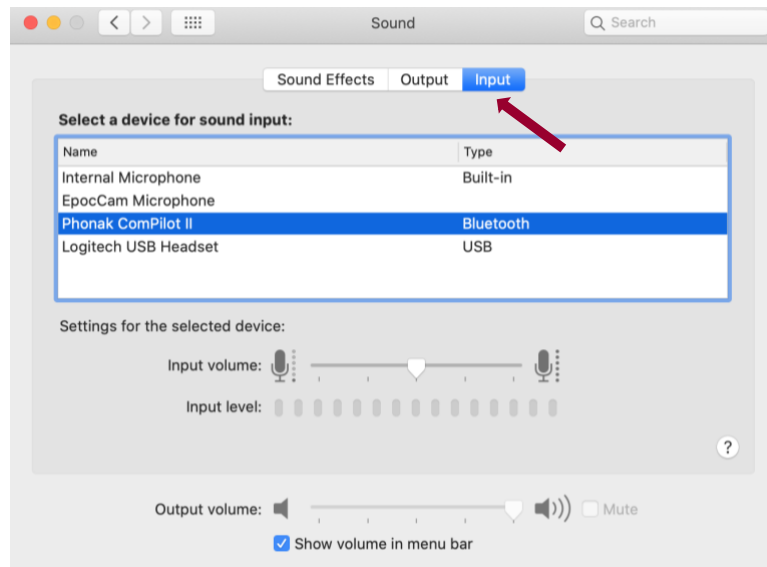 Sound
Search
Sound Effects Output Input
Select a device for sound input:
Name Type
Internal Microphone Built-in
EpocCam Microphone
Phonak ComPilot II Bluetooth
Logitech USB Headset USB
Settings for the selected device:
Input volume:
Input level:
?
Output volume: Mute
Show volume in menu bar